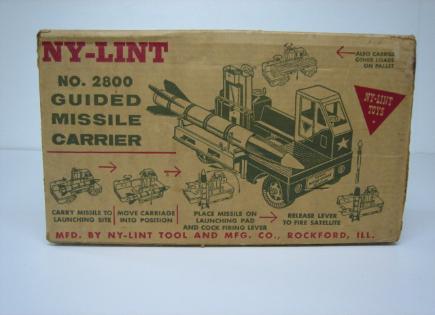 NY-LINT
NO. 2800
GUIDED
MISSILE
CARRIER
ALSO CARRIES
OTHER LOADS
ON PALLET
NY-LINT
TOYS
CARRY MISSILE TO
LAUNCHING SITE
MOVE CARRIAGE
INTO POSITION
PLACE MISSILE ON
LAUNCHING PAD
AND COCK FIRING LEVER
RELEASE LEVER
TO FIRE SATELLITE
MFD. BY NY-LINT TOOL AND MFG. CO., ROCKFORD, ILL.